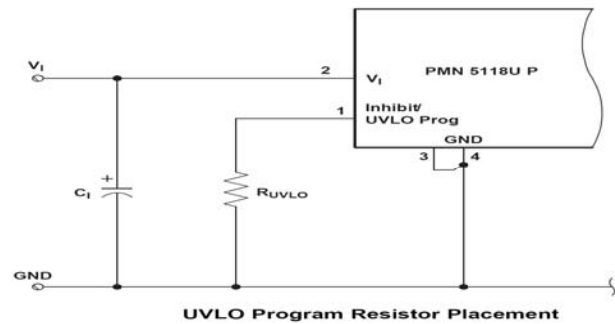 VI
2
VI
PMN 5118U P
1
Inhibit/
UVLO Prog
GND
3
4
+
CI
RUVLO
GND
UVLO Program Resistor Placement